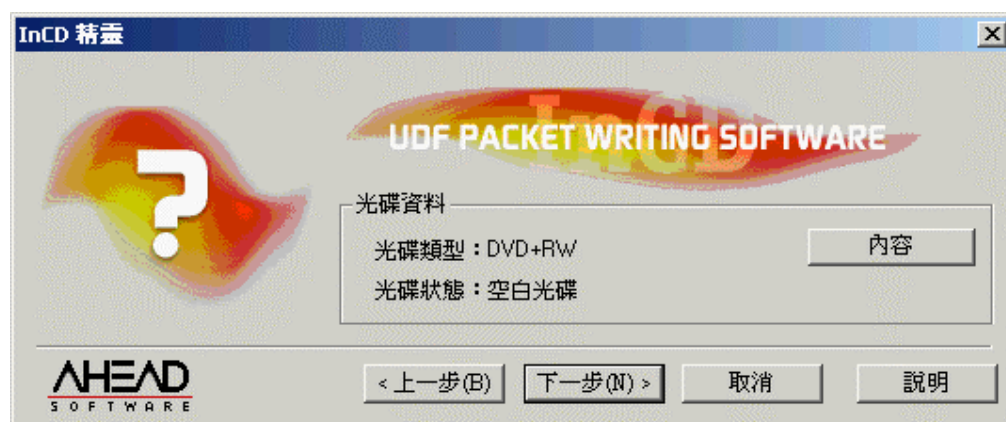 InCD 精靈
InCD
UDF PACKET WRITING SOFTWARE
光碟資料
光碟類型：DVD+RW
內容
光碟狀態：空白光碟
AHEAD
SOFTWARE
<上一步(B)
下一步(N)>
取消
說明